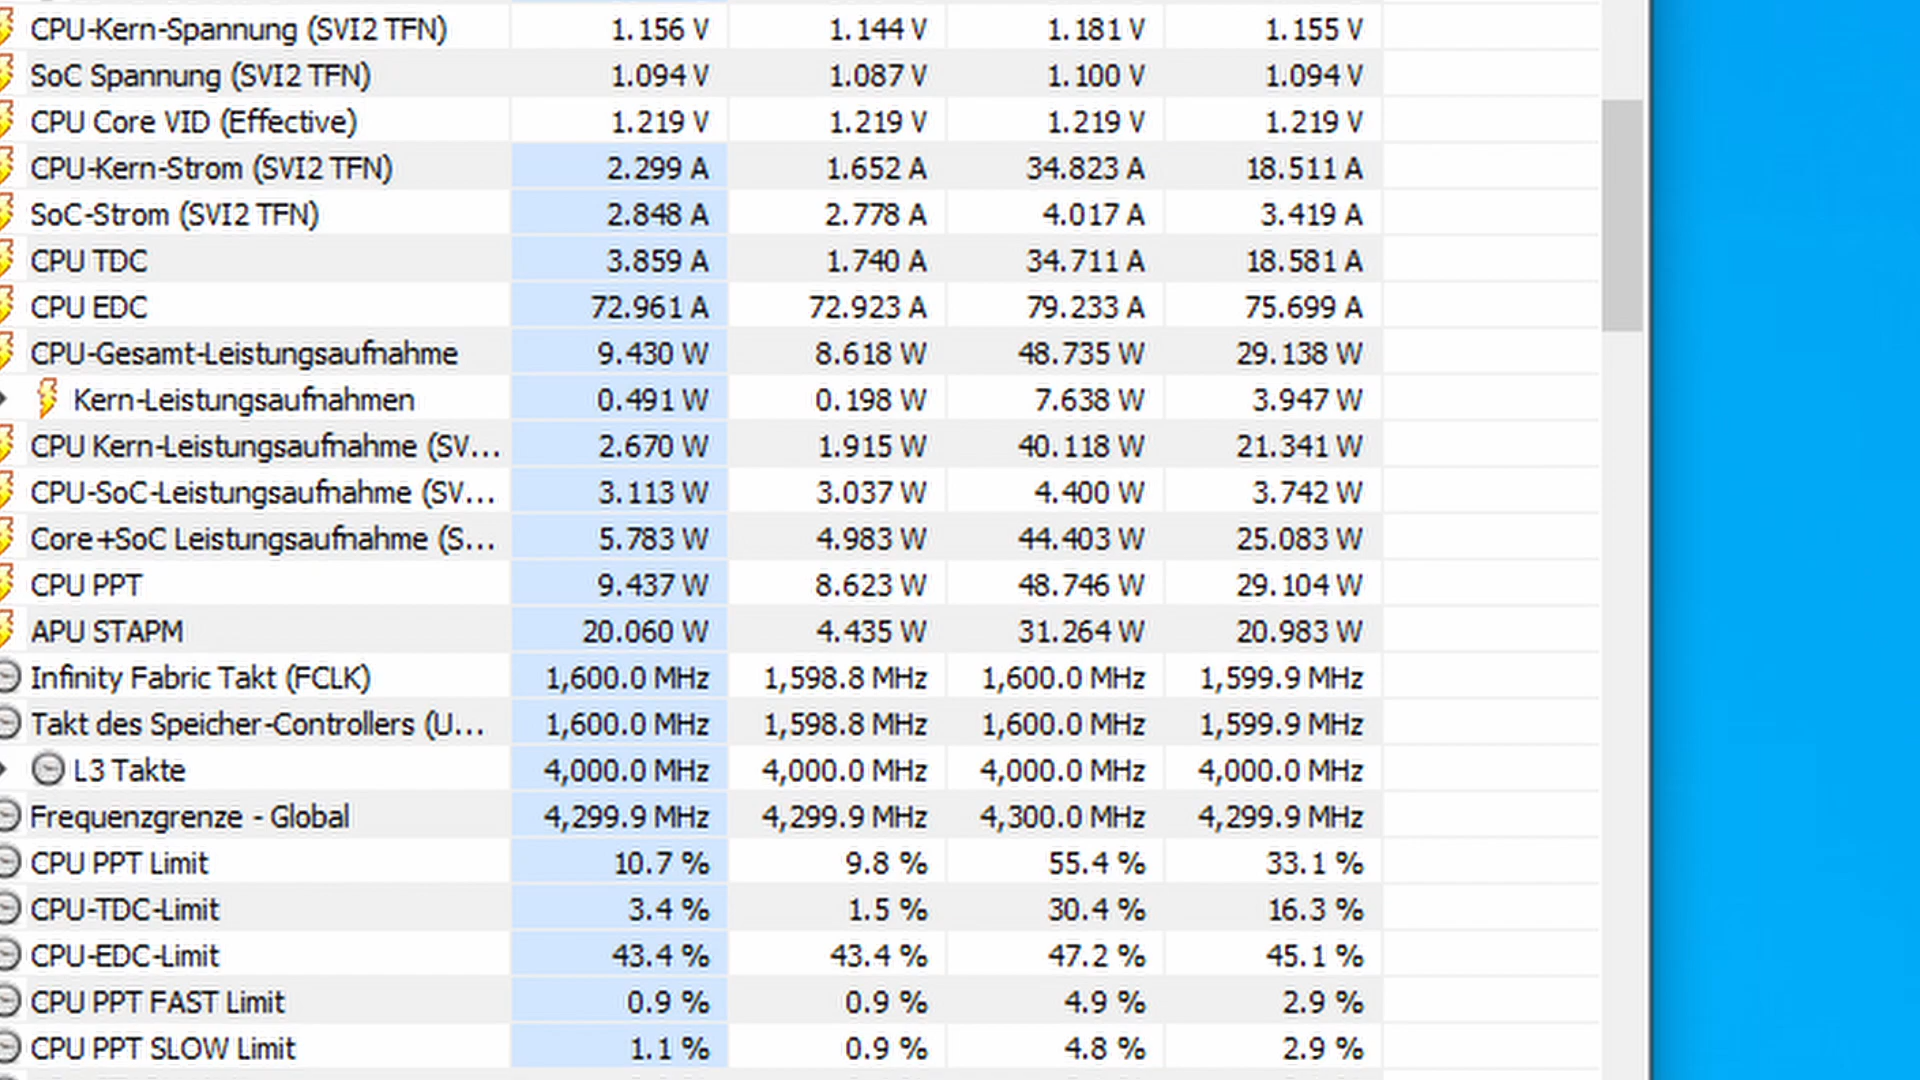 CPU-Kern-Spannung (SVI2 TFN) 1.156 V 1.144 V 1.181 V 1.155 V
SoC Spannung (SVI2 TFN) 1.094 V 1.087 V 1.100 V 1.094 V
CPU Core VID (Effective) 1.219 V 1.219 V 1.219 V 1.219 V
CPU-Kern-Strom (SVI2 TFN) 2.299 A 1.652 A 34.823 A 18.511 A
SoC-Strom (SVI2 TFN) 2.848 A 2.778 A 4.017 A 3.419 A
CPU TDC 3.859 A 1.740 A 34.711 A 18.581 A
CPU EDC 72.961 A 72.923 A 79.233 A 75.699 A
CPU-Gesamt-Leistungsaufnahme 9.430 W 8.618 W 48.735 W 29.138 W
Kern-Leistungsaufnahmen 0.491 W 0.198 W 7.638 W 3.947 W
CPU Kern-Leistungsaufnahme (SV... 2.670 W 1.915 W 40.118 W 21.341 W
CPU-SoC-Leistungsaufnahme (SV... 3.113 W 3.037 W 4.400 W 3.742 W
Core+SoC Leistungsaufnahme (S... 5.783 W 4.983 W 44.403 W 25.083 W
CPU PPT 9.437 W 8.623 W 48.746 W 29.104 W
APU STAPM 20.060 W 4.435 W 31.264 W 20.983 W
Infinity Fabric Takt (FCLK) 1,600.0 MHz 1,598.8 MHz 1,600.0 MHz 1,599.9 MHz
Takt des Speicher-Controllers (U... 1,600.0 MHz 1,598.8 MHz 1,600.0 MHz 1,599.9 MHz
L3 Takte 4,000.0 MHz 4,000.0 MHz 4,000.0 MHz 4,000.0 MHz
Frequenzgrenze - Global 4,299.9 MHz 4,299.9 MHz 4,300.0 MHz 4,299.9 MHz
CPU PPT Limit 10.7 % 9.8 % 55.4 % 33.1 %
CPU-TDC-Limit 3.4 % 1.5 % 30.4 % 16.3 %
CPU-EDC-Limit 43.4 % 43.4 % 47.2 % 45.1 %
CPU PPT FAST Limit 0.9 % 0.9 % 4.9 % 2.9 %
CPU PPT SLOW Limit 1.1 % 0.9 % 4.8 % 2.9 %